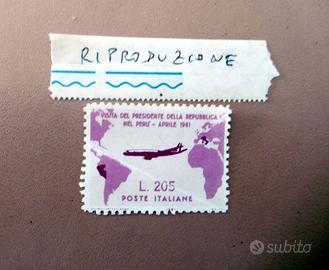 RIPRODUZIONE
VISITA DEL PRESIDENTE DELLA REPUBBLICA
NEL PERU' - APRILE 1961
L. 205
POSTE ITALIANE
subito